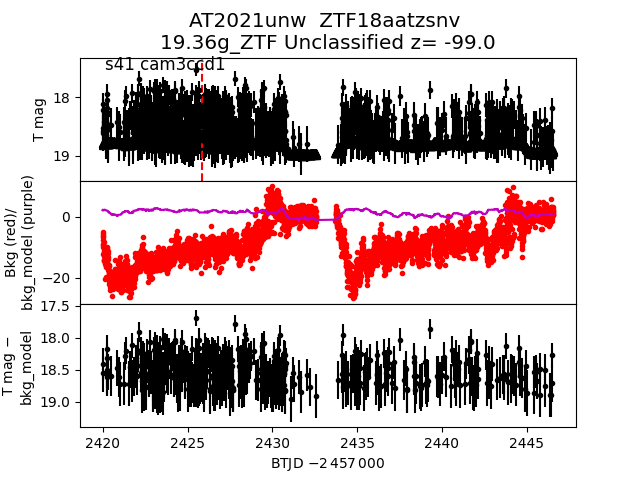 AT2021unw  ZTF18aatzsnv
19.36g_ZTF Unclassified z= -99.0
s41 cam3ccd1
T mag
18
19
Bkg (red)/
bkg_model (purple)
0
−20
T mag −
bkg_model
17.5
18.0
18.5
19.0
2420 2425 2430 2435 2440 2445
BTJD −2 457 000